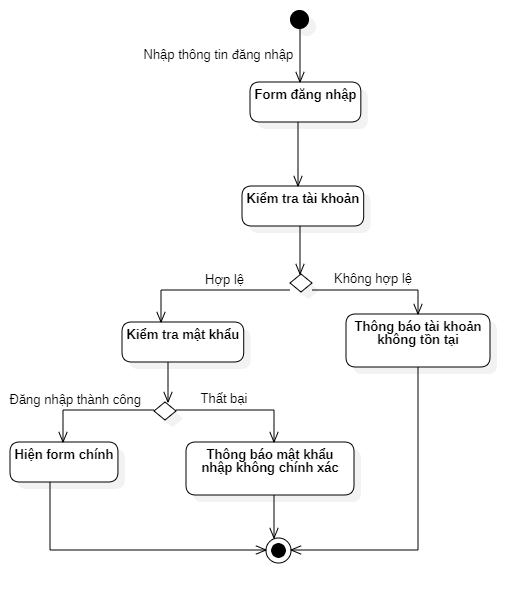 Nhập thông tin đăng nhập
Form đăng nhập
Kiểm tra tài khoản
Hợp lệ
Không hợp lệ
Kiểm tra mật khẩu
Thông báo tài khoản
không tồn tại
Đăng nhập thành công
Thất bại
Hiện form chính
Thông báo mật khẩu
nhập không chính xác